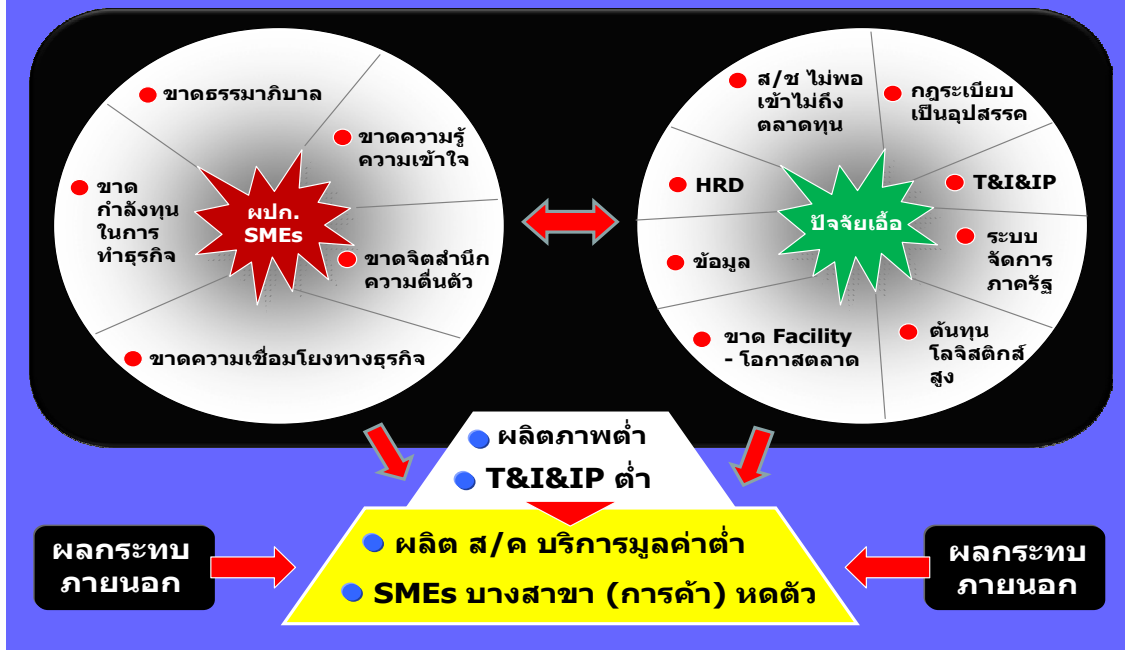 ขาดธรรมาภิบาล
ขาดความรู้
ความเข้าใจ
ขาด
กำลังทุน
ในการ
ทำธุรกิจ
ผปก.
SMEs
ขาดจิตสำนึก
ความตื่นตัว
ขาดความเชื่อมโยงทางธุรกิจ
ส/ช ไม่พอ
เข้าไม่ถึง
ตลาดทุน
กฎระเบียบ
เป็นอุปสรรค
HRD
T&I&IP
ปัจจัยเอื้อ
ระบบ
จัดการ
ภาครัฐ
ข้อมูล
ขาด Facility
- โอกาสตลาด
ต้นทุน
โลจิสติกส์
สูง
ผลิตภาพต่ำ
T&I&IP ต่ำ
ผลิต ส/ค บริการมูลค่าต่ำ
SMEs บางสาขา (การค้า) หดตัว
ผลกระทบ
ภายนอก
ผลกระทบ
ภายนอก